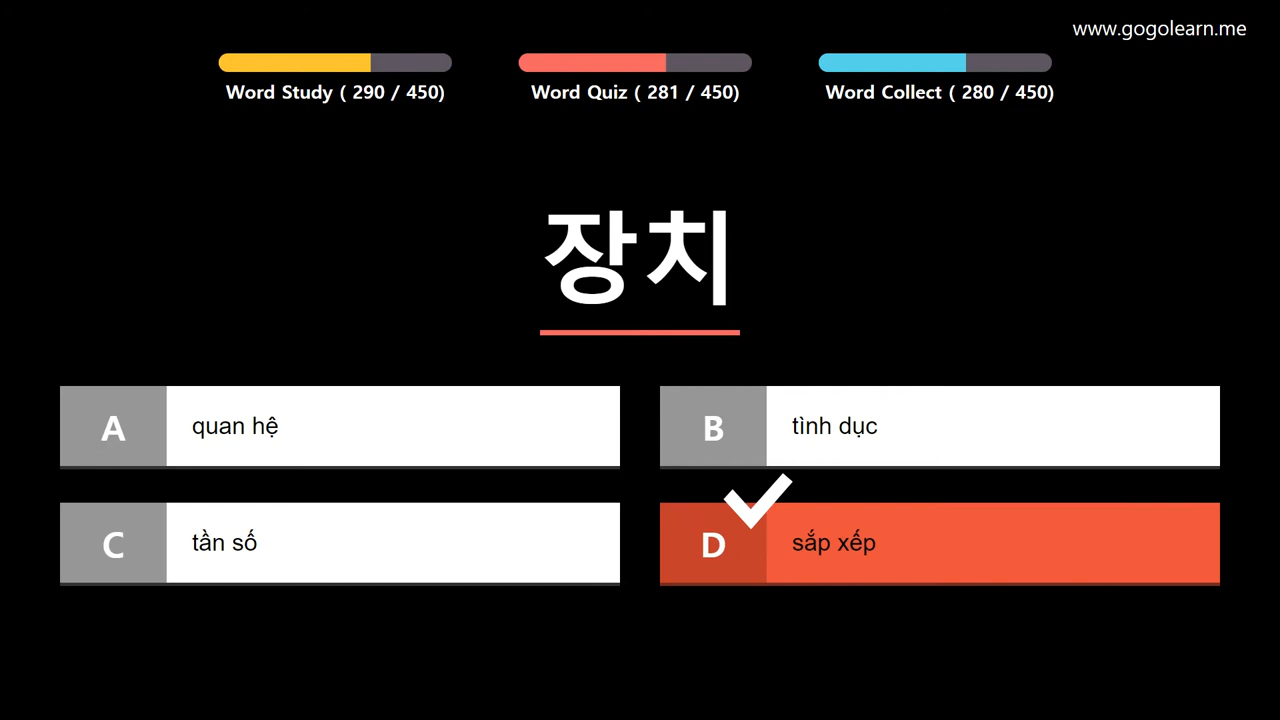 www.gogolearn.me
Word Study ( 290 / 450)
Word Quiz ( 281 / 450)
Word Collect ( 280 / 450)
장치
A quan hệ
B tình dục
C tần số
D sắp xếp